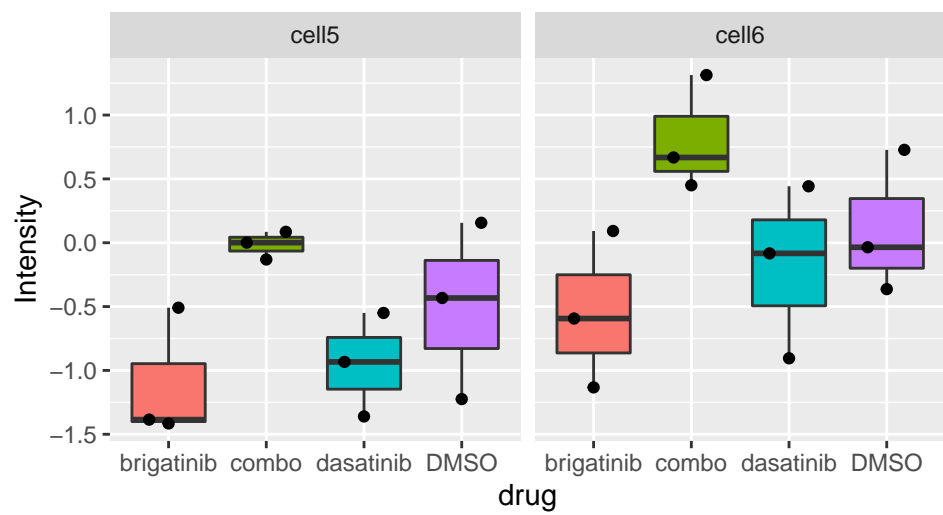 cell5 cell6
Intensity
1.0
0.5
0.0
−0.5
−1.0
−1.5
brigatinib combo dasatinib DMSO brigatinib combo dasatinib DMSO
drug